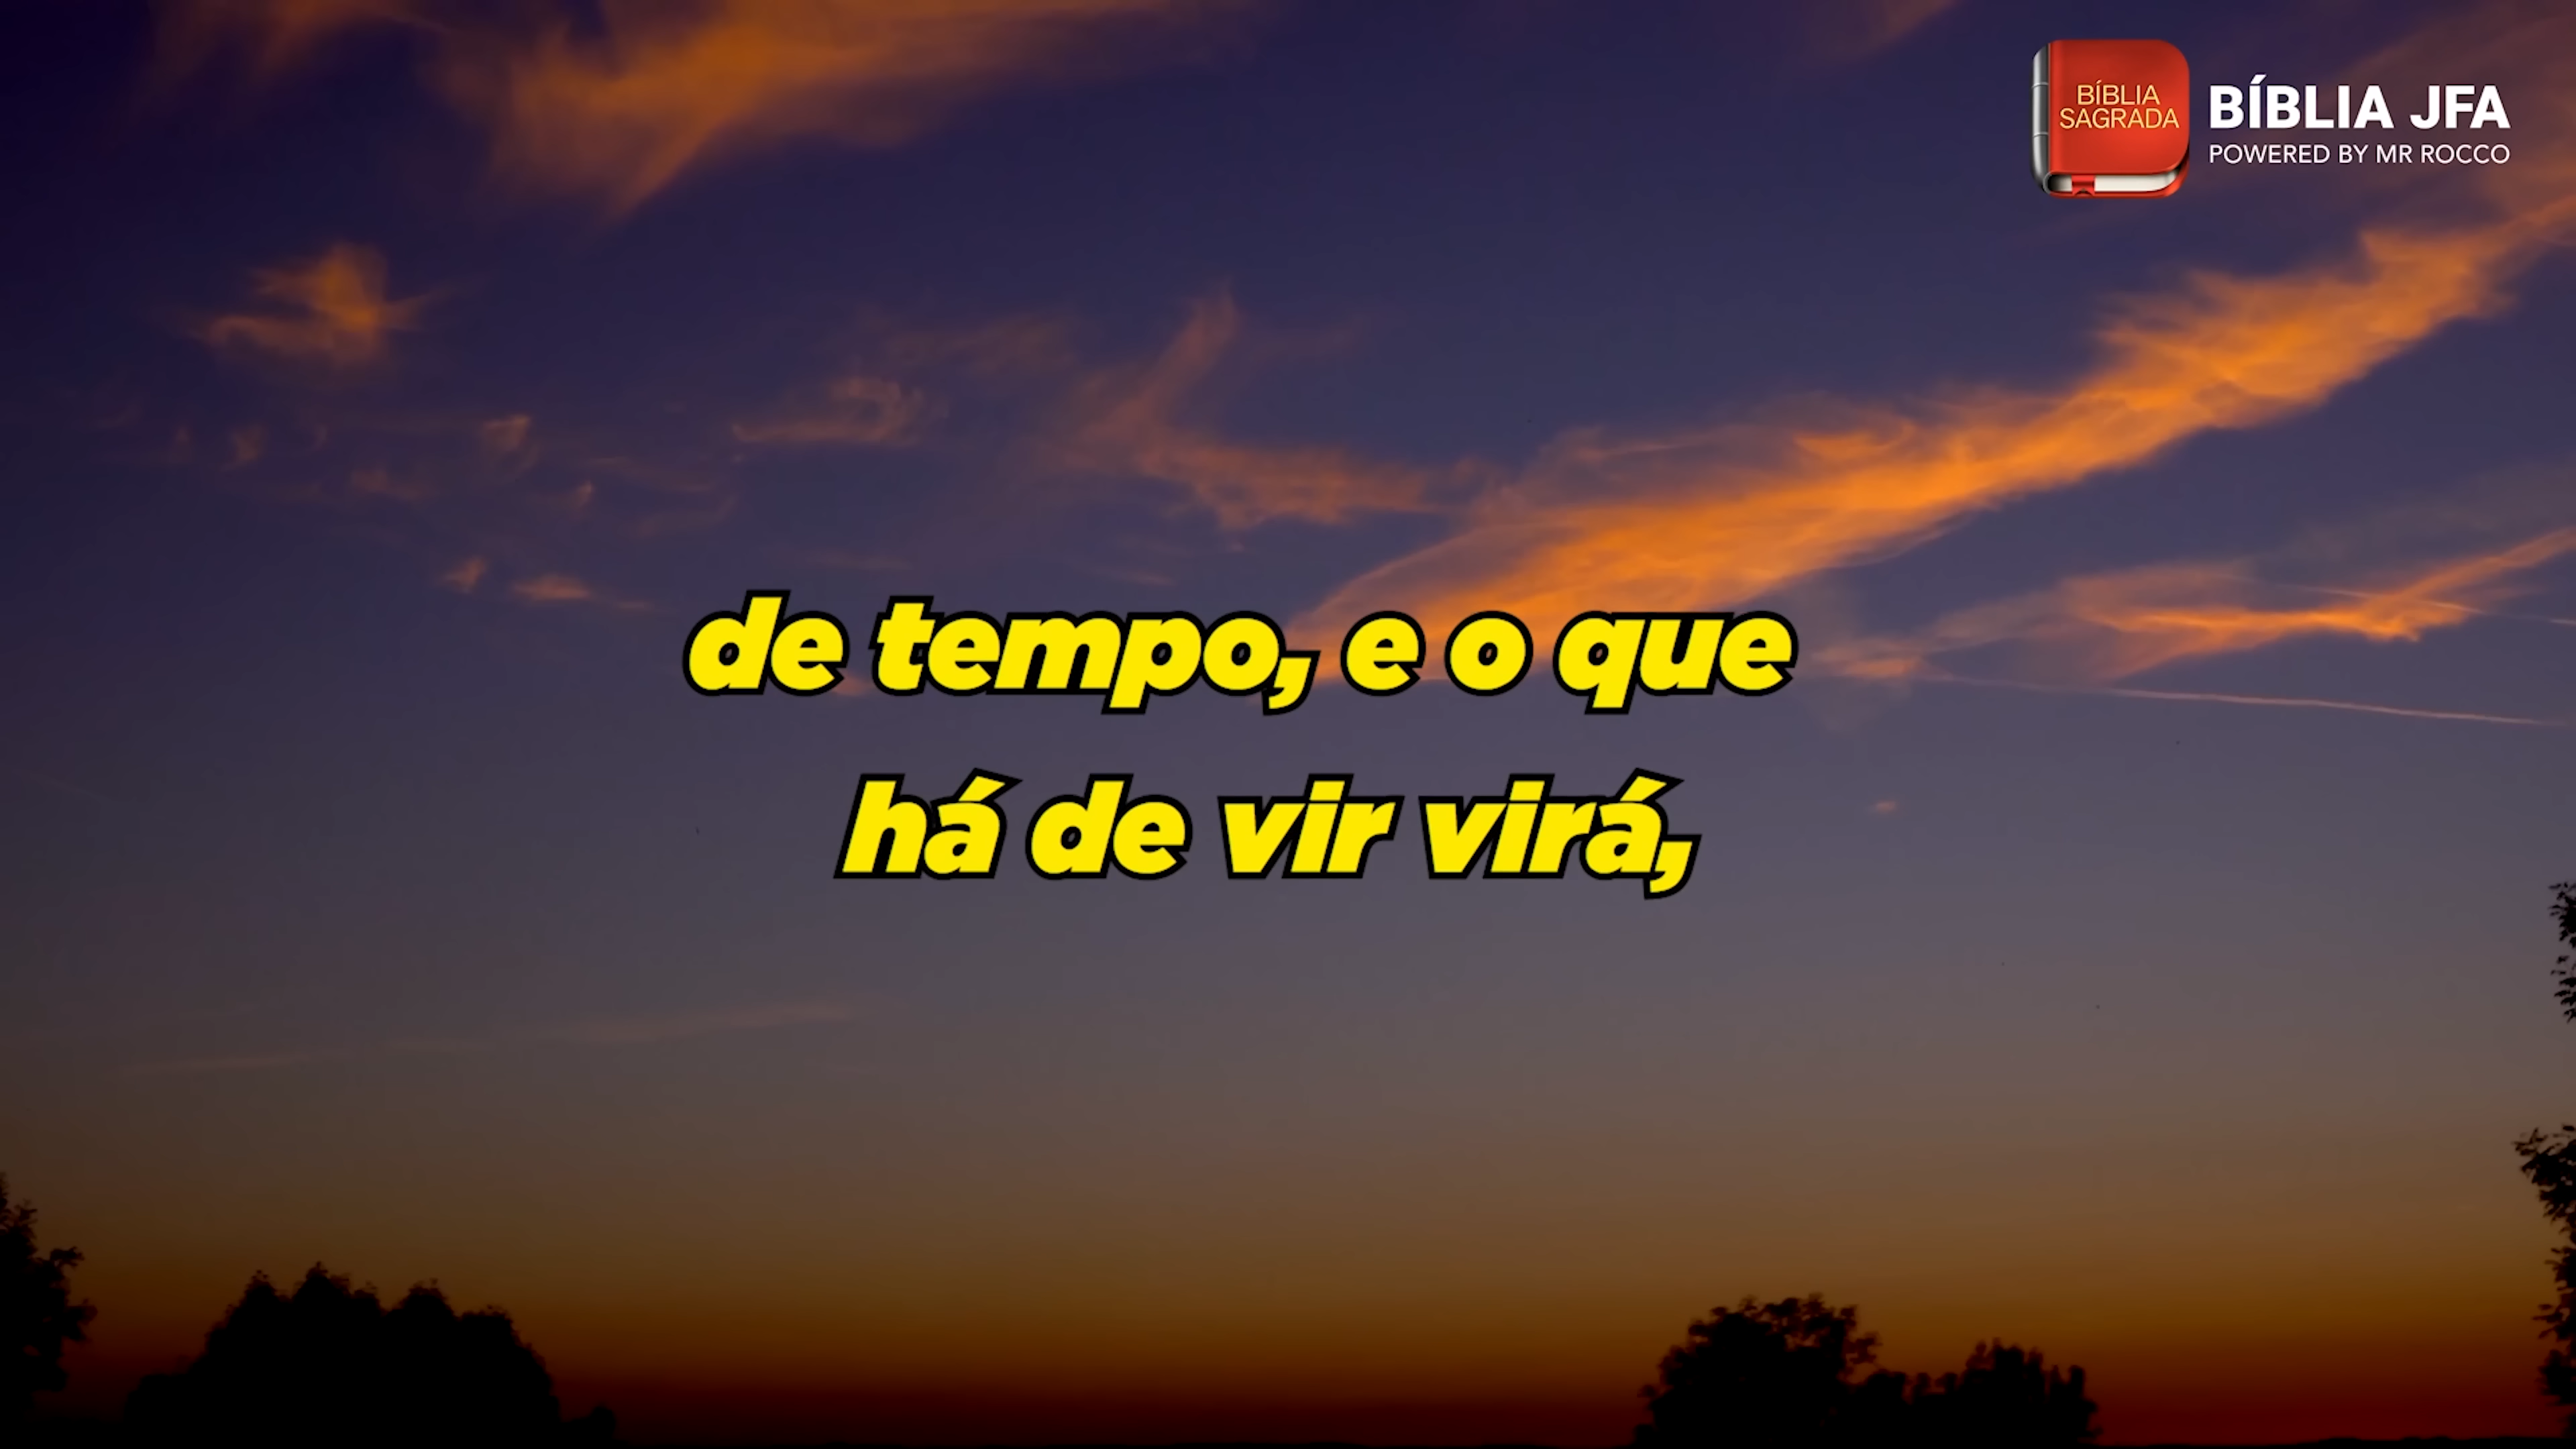 BÍBLIA
SAGRADA
BÍBLIA JFA
POWERED BY MR ROCCO
de tempo, e o que
há de vir virá,